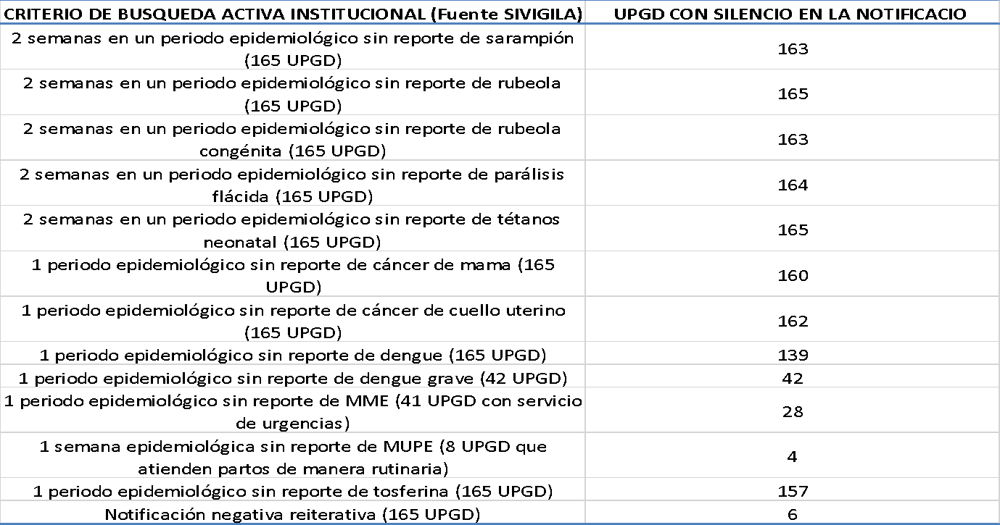 CRITERIO DE BUSQUEDA ACTIVA INSTITUCIONAL (Fuente SIVIGILA) UPGD CON SILENCIO EN LA NOTIFICACIO
2 semanas en un periodo epidemiológico sin reporte de sarampión
(165 UPGD)
163
2 semanas en un periodo epidemiológico sin reporte de rubeola
(165 UPGD)
165
2 semanas en un periodo epidemiológico sin reporte de rubeola
congénita (165 UPGD)
163
2 semanas en un periodo epidemiológico sin reporte de parálisis
flácida (165 UPGD)
164
2 semanas en un periodo epidemiológico sin reporte de tétanos
neonatal (165 UPGD)
165
1 periodo epidemiológico sin reporte de cáncer de mama (165
UPGD)
160
1 periodo epidemiológico sin reporte de cáncer de cuello uterino
(165 UPGD)
162
1 periodo epidemiológico sin reporte de dengue (165 UPGD) 139
1 periodo epidemiológico sin reporte de dengue grave (42 UPGD) 42
1 periodo epidemiológico sin reporte de MME (41 UPGD con servicio
de urgencias)
28
1 semana epidemiológica sin reporte de MUPE (8 UPGD que
atienden partos de manera rutinaria)
4
1 periodo epidemiológico sin reporte de tosferina (165 UPGD) 157
Notificación negativa reiterativa (165 UPGD) 6